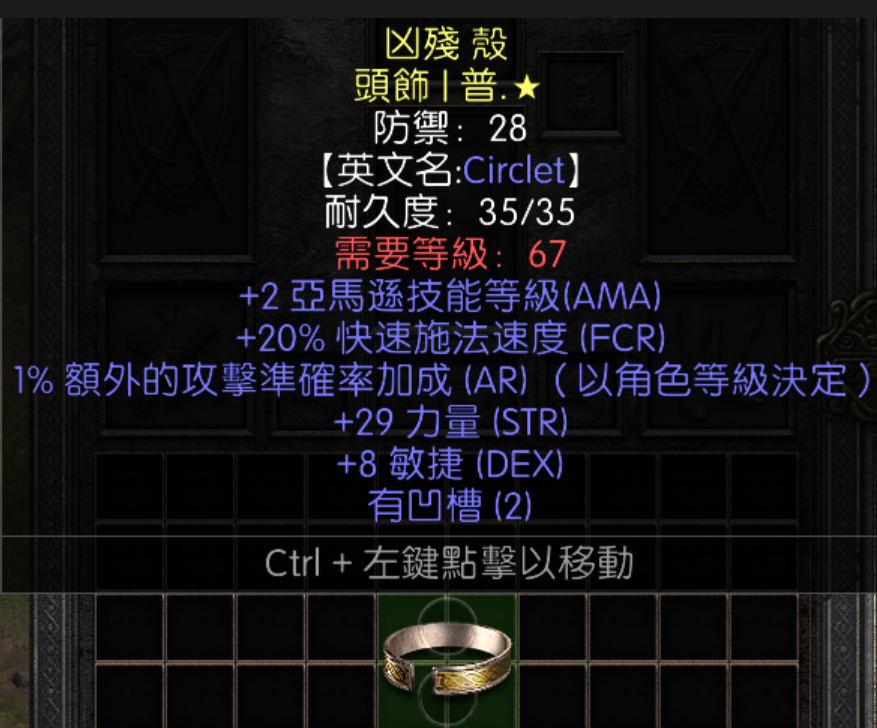 凶殘 殼
頭飾 | 普.★
防禦： 28
【英文名:Circlet】
耐久度： 35/35
需要等級： 67
+2 亞馬遜技能等級(AMA)
+20% 快速施法速度 (FCR)
1% 額外的攻擊準確率加成 (AR)（以角色等級決定）
+29 力量 (STR)
+8 敏捷 (DEX)
有凹槽 (2)
Ctrl + 左鍵點擊以移動